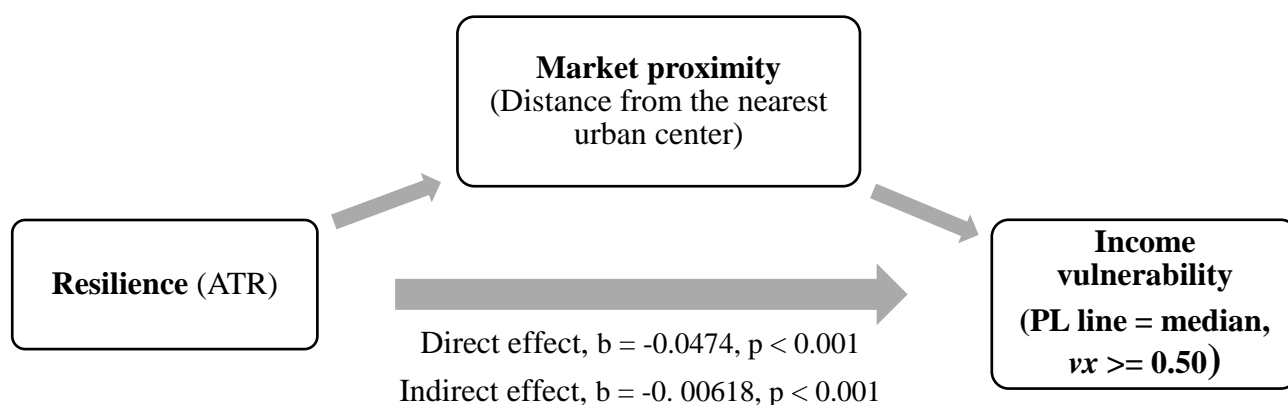 Market proximity
(Distance from the nearest
urban center)
Resilience (ATR)
Income
vulnerability
(PL line = median,
vx >= 0.50)
Direct effect, b = -0.0474, p < 0.001
Indirect effect, b = -0. 00618, p < 0.001